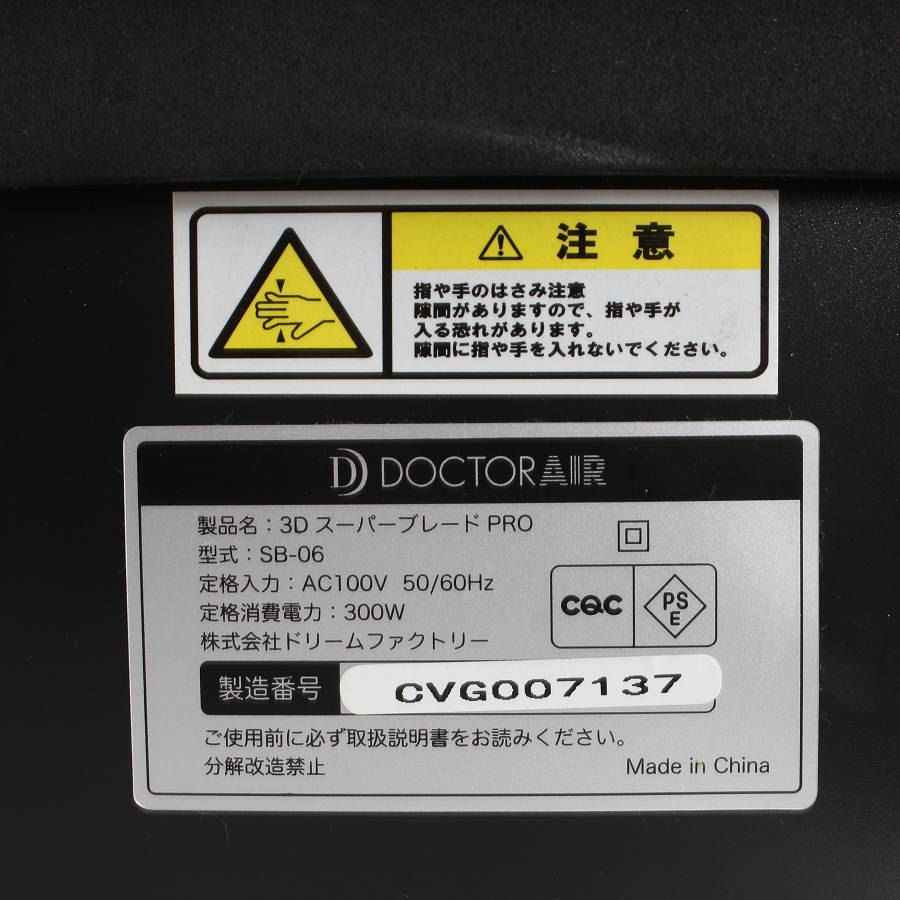 注意
指や手のはさみ注意
隙間がありますので、指や手が
入る恐れがあります。
隙間に指や手を入れないでください。
DOCTORAIR
製品名：3D スーパーブレード PRO
型式：SB-06
定格入力：AC100V 50/60Hz
定格消費電力：300W
株式会社ドリームファクトリー
CQC
PS
E
製造番号 CVG007137
ご使用前に必ず取扱説明書をお読みください。
分解改造禁止 Made in China